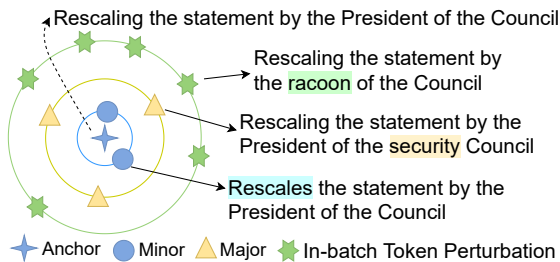 Rescaling the statement by the President of the Council
Rescaling the statement by
the racoon of the Council
Rescaling the statement by the
President of the security Council
Rescales the statement by the
President of the Council
Anchor Minor Major In-batch Token Perturbation